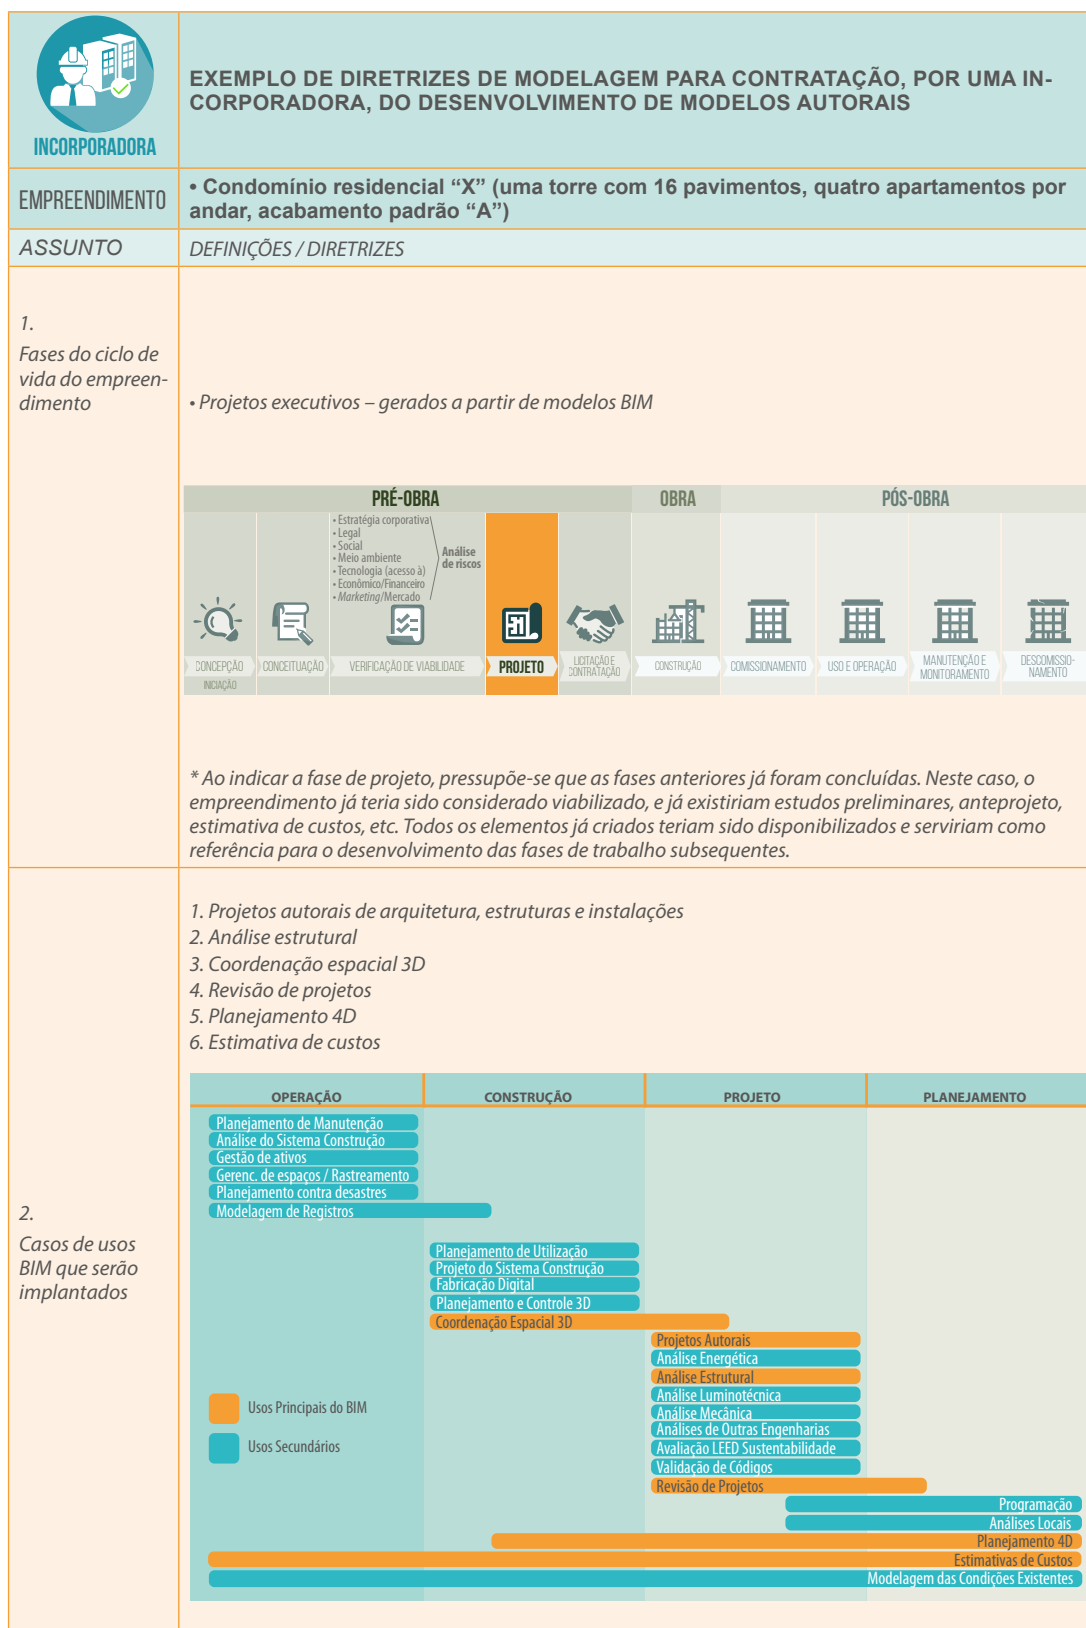 INCORPORADORA
EXEMPLO DE DIRETRIZES DE MODELAGEM PARA CONTRATAÇÃO, POR UMA IN-
CORPORADORA, DO DESENVOLVIMENTO DE MODELOS AUTORAIS
EMPREENDIMENTO
• Condomínio residencial “X” (uma torre com 16 pavimentos, quatro apartamentos por
andar, acabamento padrão “A”)
ASSUNTO
DEFINIÇÕES / DIRETRIZES
1.
Fases do ciclo de
vida do empreen-
dimento
• Projetos executivos – gerados a partir de modelos BIM
PRÉ-OBRA
OBRA
PÓS-OBRA
• Estratégia corporativa
• Legal
• Social
• Meio ambiente
• Tecnologia (acesso à)
• Econômico/Financeiro
• Marketing/Mercado
Análise
de riscos
CONCEPÇÃO
INICIAÇÃO
CONCEITUAÇÃO
VERIFICAÇÃO DE VIABILIDADE
PROJETO
LICITAÇÃO E
CONTRATAÇÃO
CONSTRUÇÃO
COMISSIONAMENTO
USO E OPERAÇÃO
MANUTENÇÃO E
MONITORAMENTO
DESCOMISSIO-
NAMENTO
* Ao indicar a fase de projeto, pressupõe-se que as fases anteriores já foram concluídas. Neste caso, o
empreendimento já teria sido considerado viabilizado, e já existiriam estudos preliminares, anteprojeto,
estimativa de custos, etc. Todos os elementos já criados teriam sido disponibilizados e serviriam como
referência para o desenvolvimento das fases de trabalho subsequentes.
2.
Casos de usos
BIM que serão
implantados
1. Projetos autorais de arquitetura, estruturas e instalações
2. Análise estrutural
3. Coordenação espacial 3D
4. Revisão de projetos
5. Planejamento 4D
6. Estimativa de custos
OPERAÇÃO
CONSTRUÇÃO
PROJETO
PLANEJAMENTO
Planejamento de Manutenção
Análise do Sistema Construção
Gestão de ativos
Gerenc. de espaços / Rastreamento
Planejamento contra desastres
Modelagem de Registros
Planejamento de Utilização
Projeto do Sistema Construção
Fabricação Digital
Planejamento e Controle 3D
Coordenação Espacial 3D
Projetos Autorais
Análise Energética
Análise Estrutural
Análise Luminotécnica
Análise Mecânica
Análises de Outras Engenharias
Avaliação LEED Sustentabilidade
Validação de Códigos
Revisão de Projetos
Usos Principais do BIM
Usos Secundários
Programação
Análises Locais
Planejamento 4D
Estimativas de Custos
Modelagem das Condições Existentes